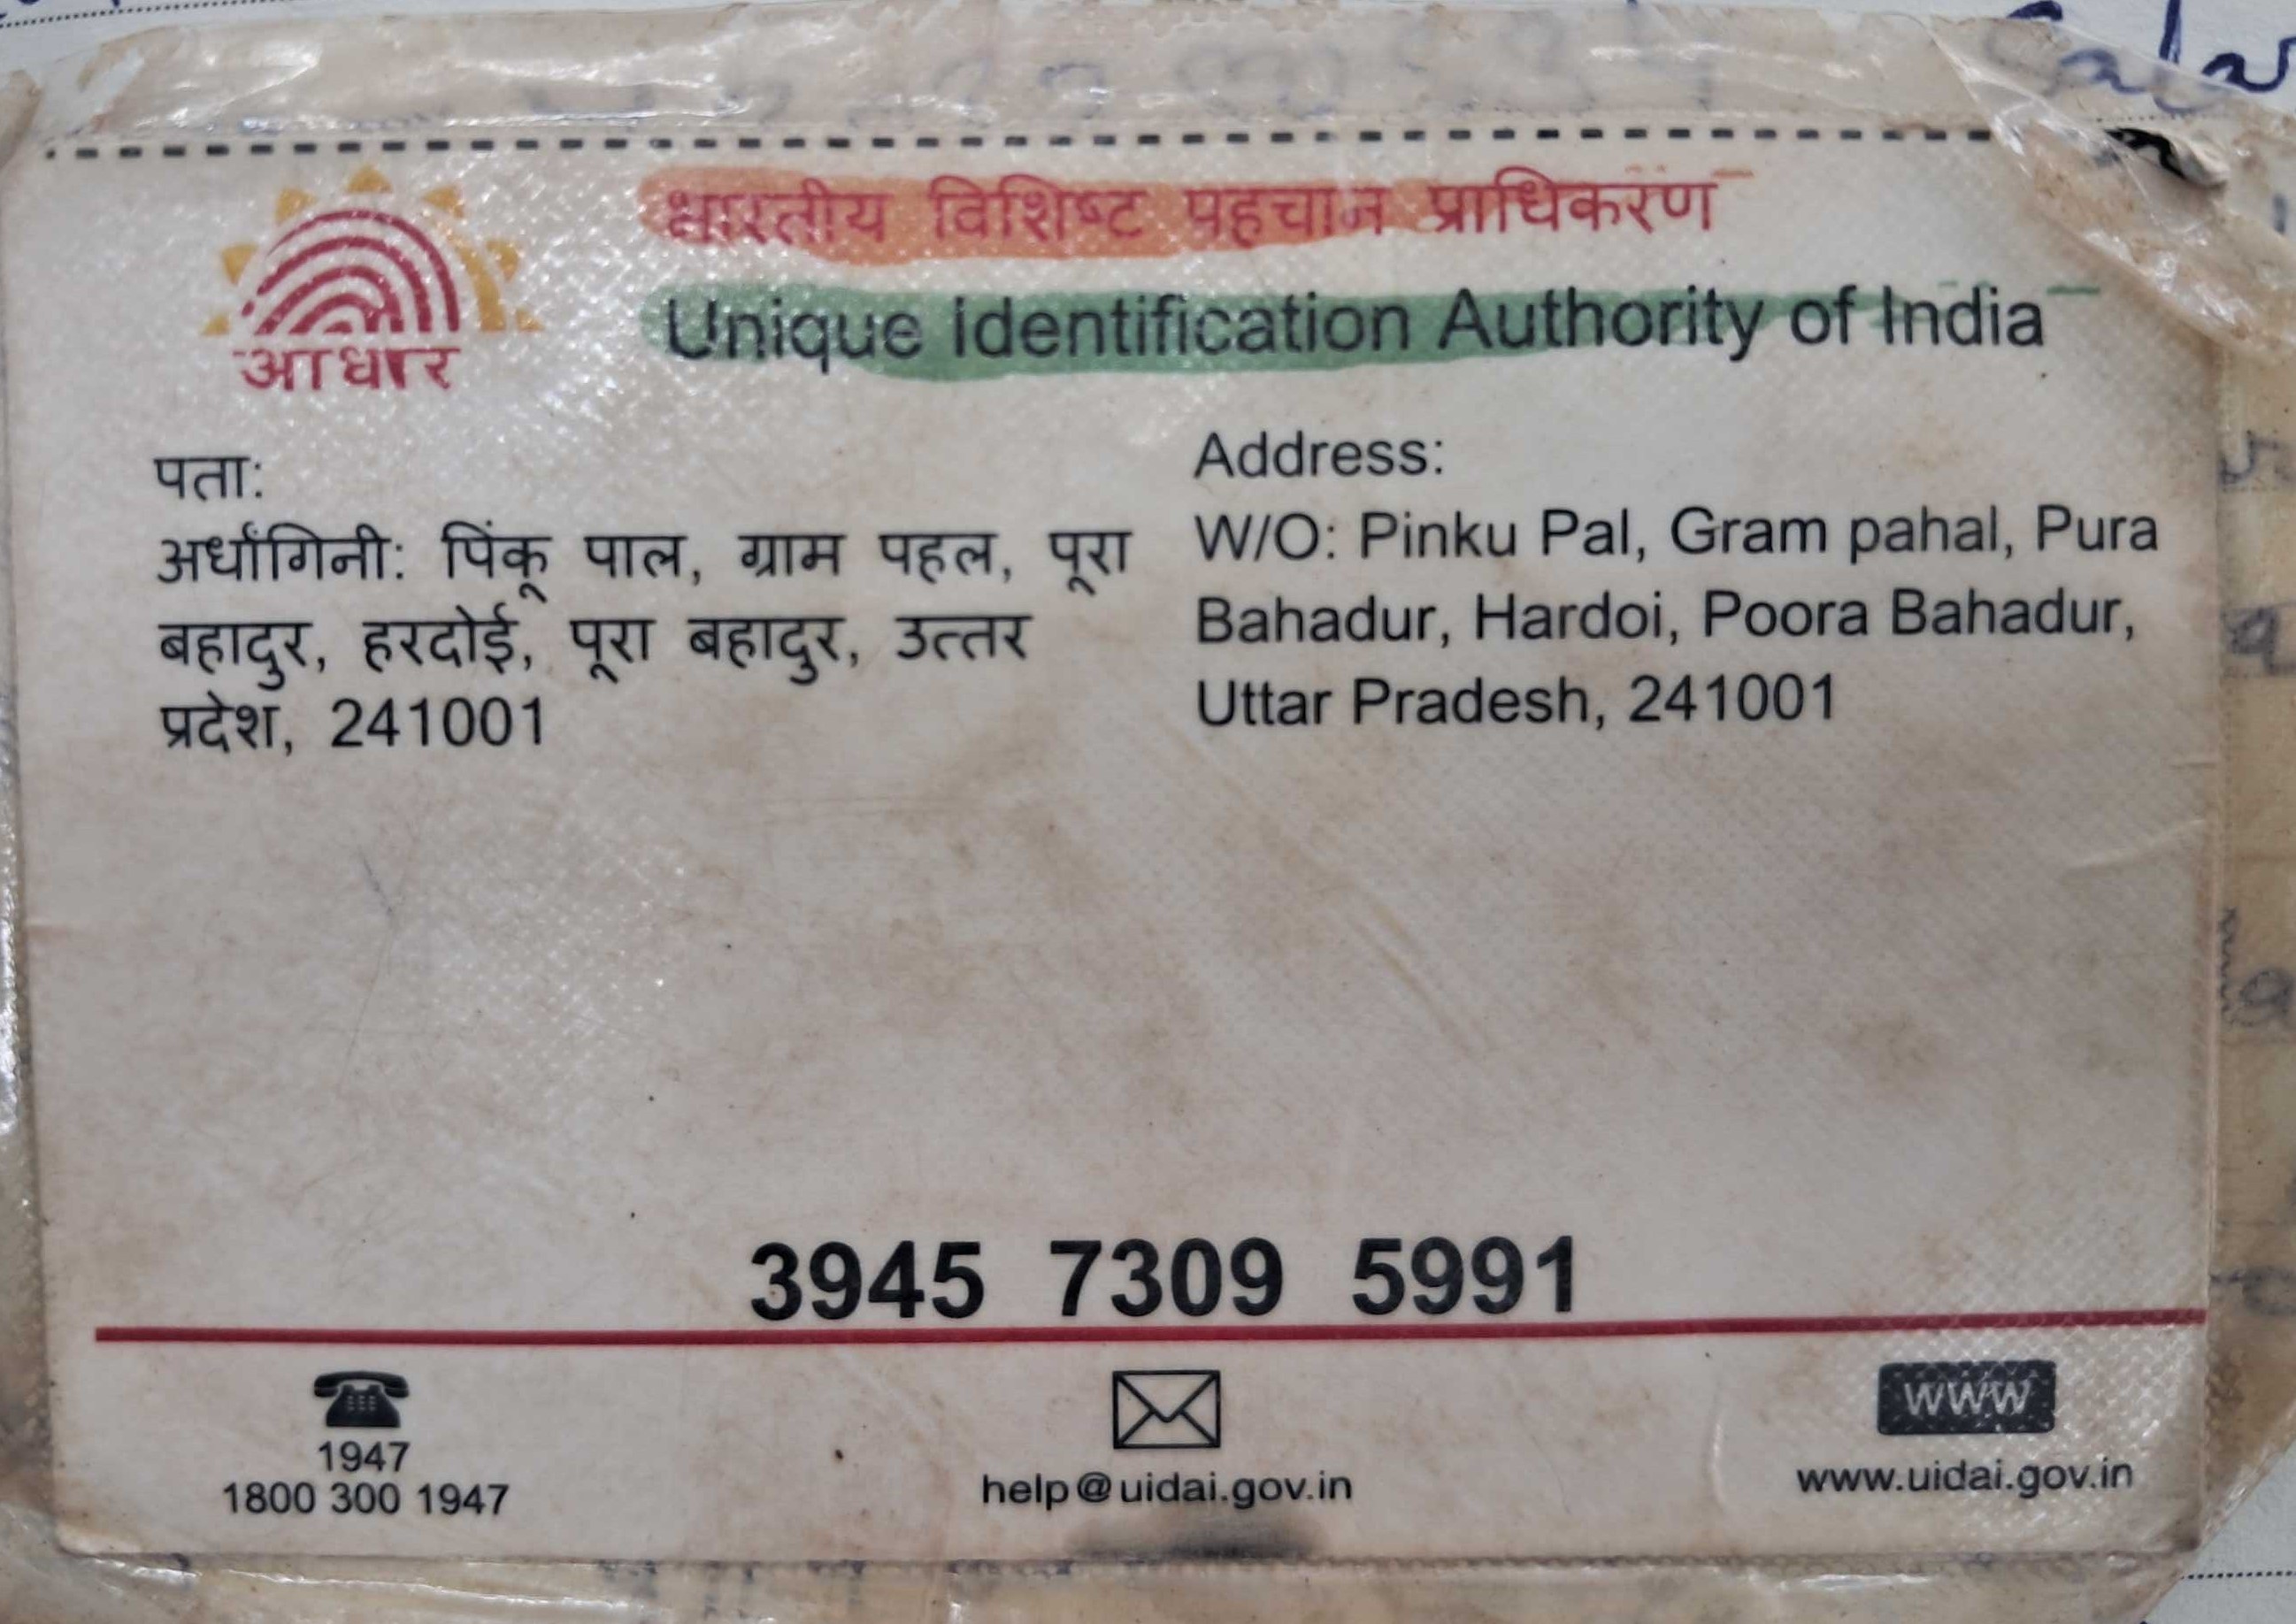 भारतीय विशिष्ट पहचान प्राधिकरण
Unique Identification Authority of India
आधार
पता:
अर्धांगिनी: पिंकू पाल, ग्राम पहल, पूरा
बहादुर, हरदोई, पूरा बहादुर, उत्तर
प्रदेश, 241001
Address:
W/O: Pinku Pal, Gram pahal, Pura
Bahadur, Hardoi, Poora Bahadur,
Uttar Pradesh, 241001
3945 7309 5991
1947
1800 300 1947
help@uidai.gov.in
www
www.uidai.gov.in